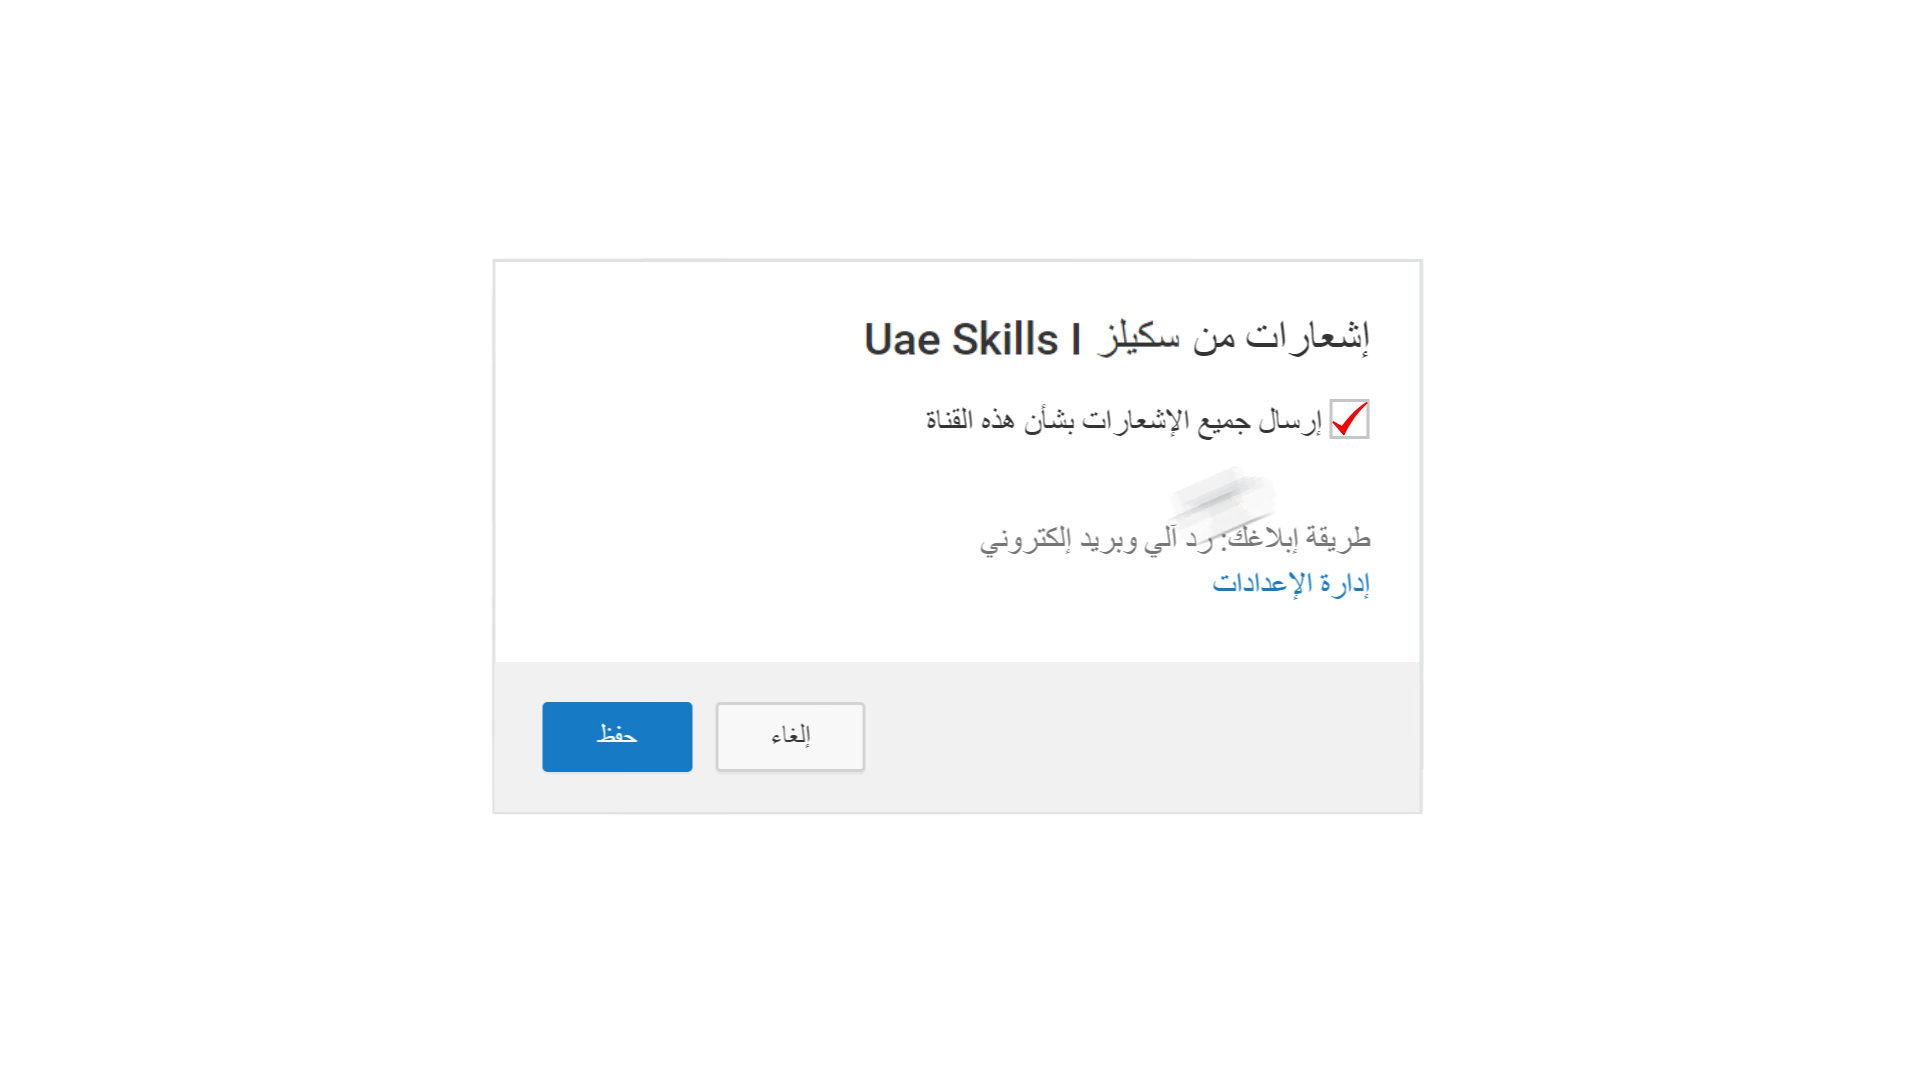 إشعارات من سكيلز Uae Skills I
إرسال جميع الإشعارات بشأن هذه القناة
طريقة إبلاغك: رد آلي وبريد إلكتروني
إدارة الإعدادات
إلغاء
حفظ